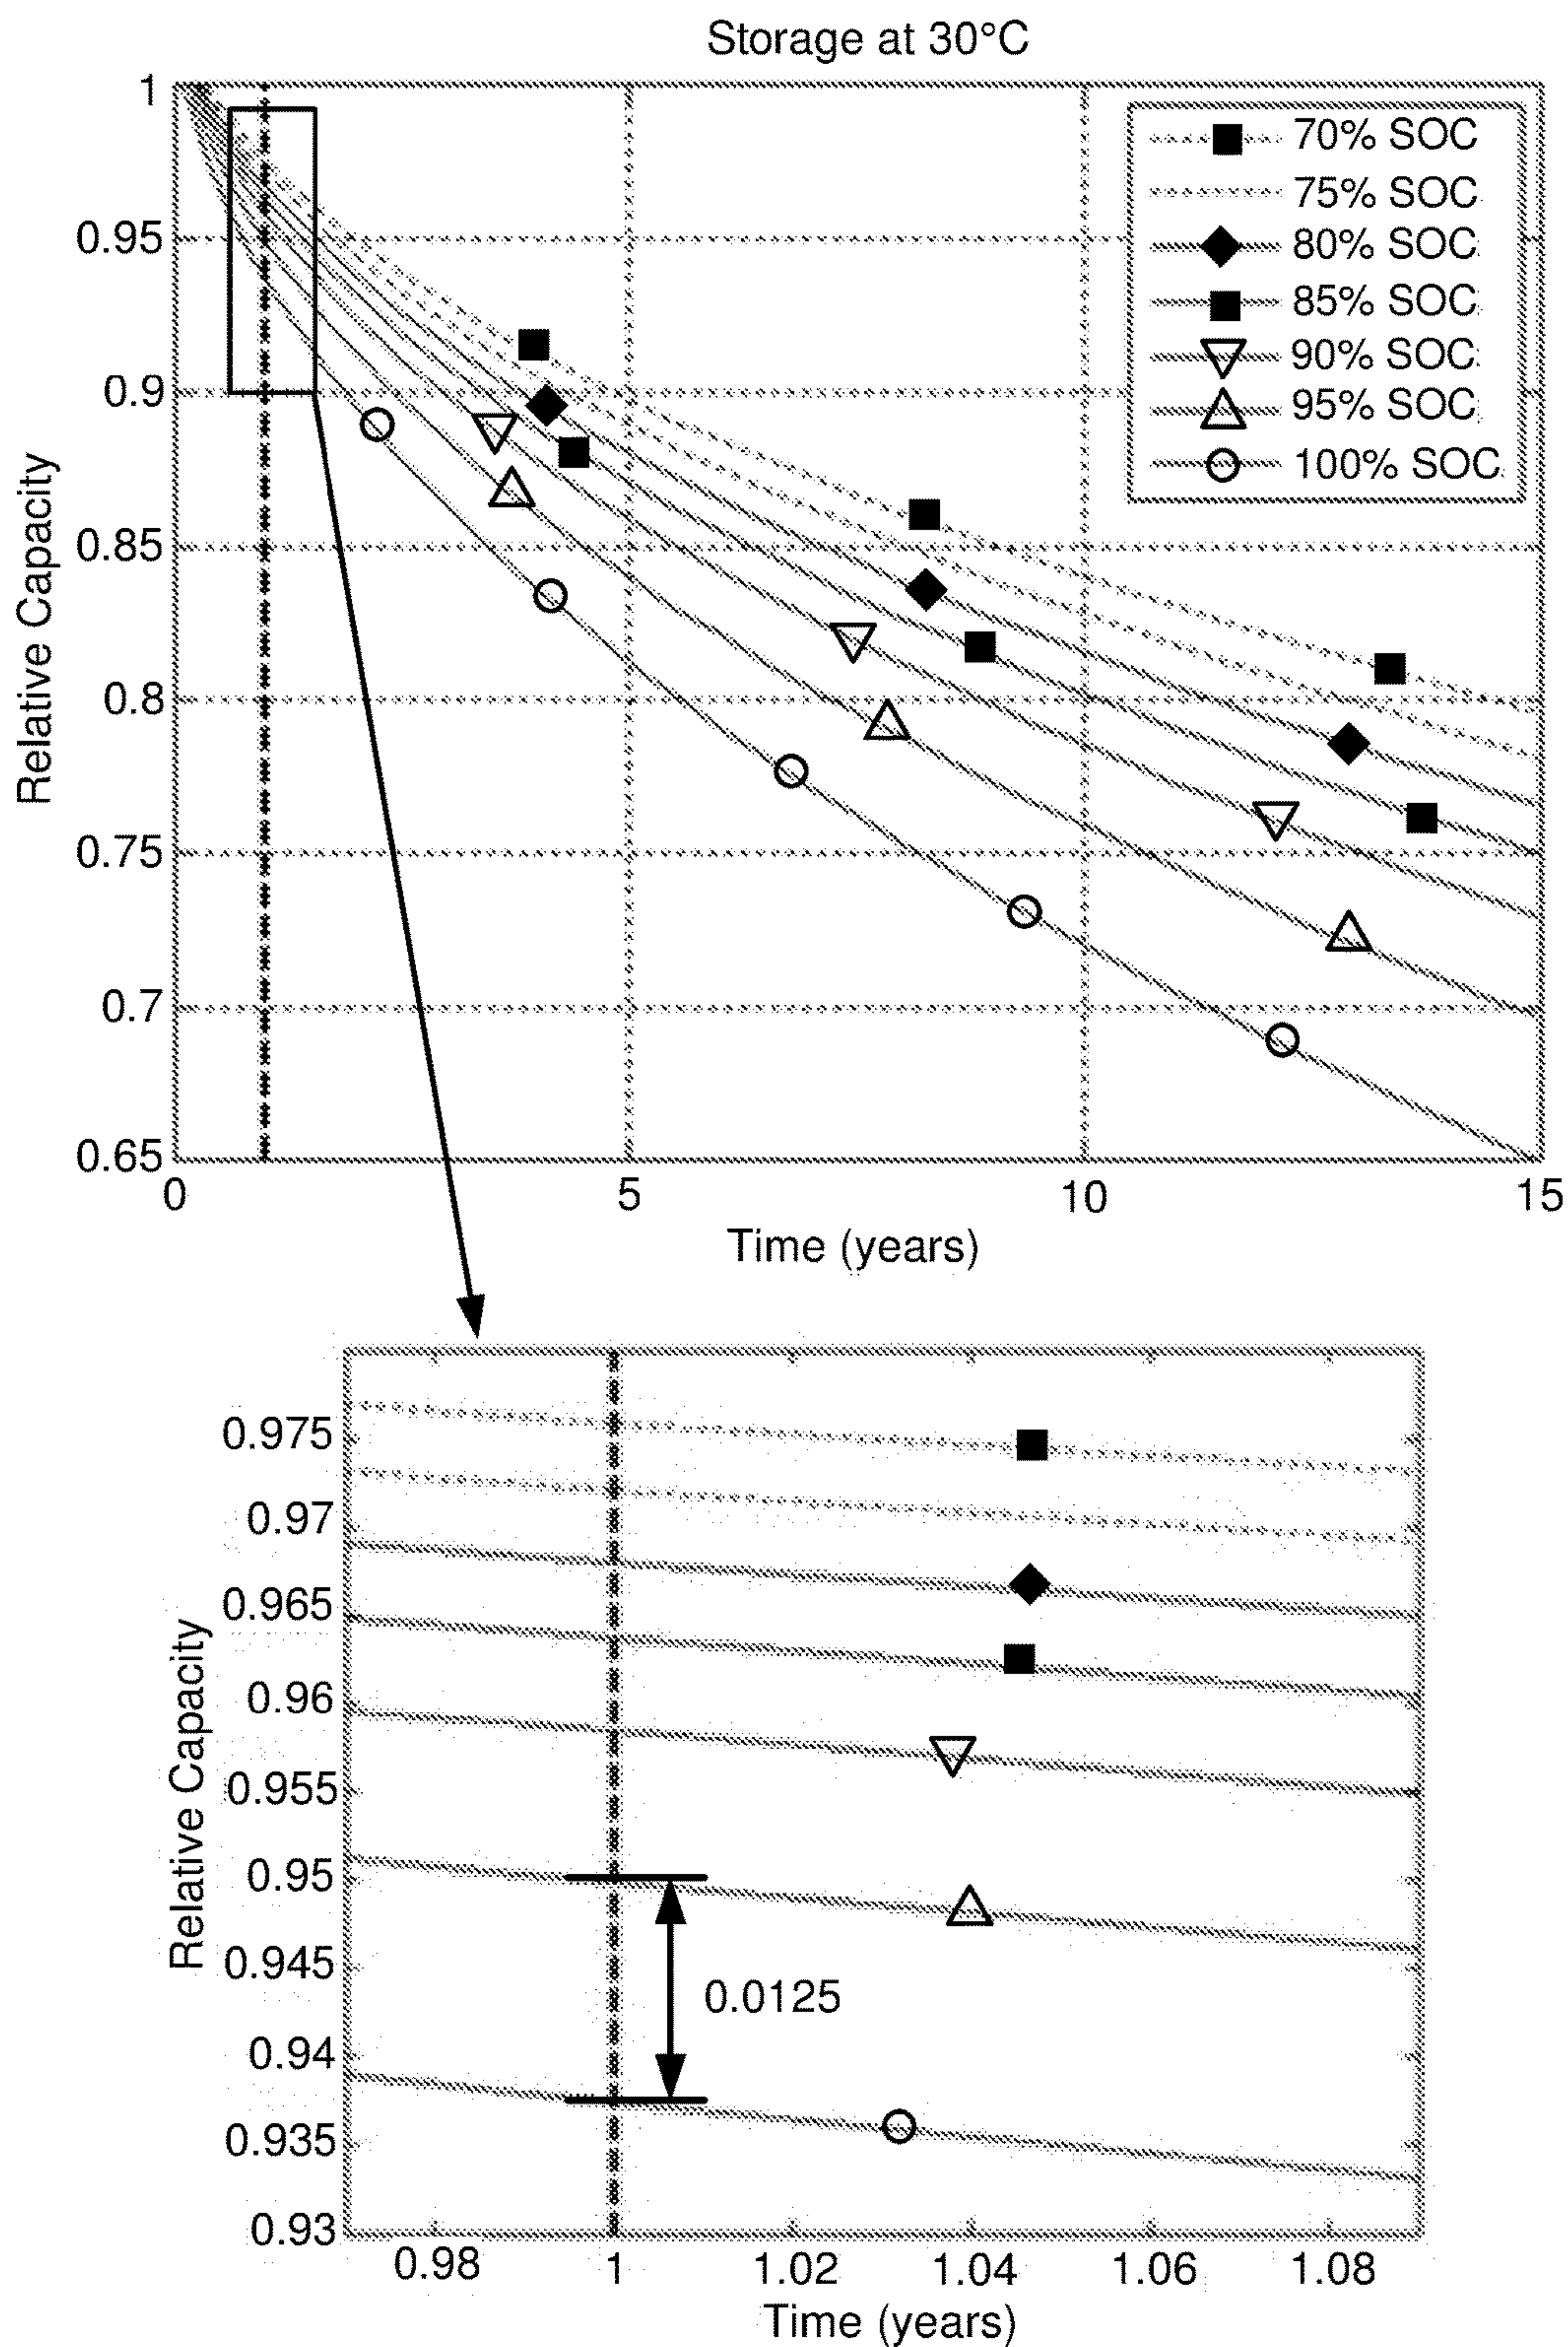 Storage at 30°C
1
0.95
0.9
0.85
0.8
0.75
0.7
0.65
Relative Capacity
70% SOC
75% SOC
80% SOC
85% SOC
90% SOC
95% SOC
100% SOC
0 5 10 15
Time (years)
0.975
0.97
0.965
0.96
0.955
0.95
0.945
0.94
0.935
0.93
Relative Capacity
0.0125
0.98 1 1.02 1.04 1.06 1.08
Time (years)